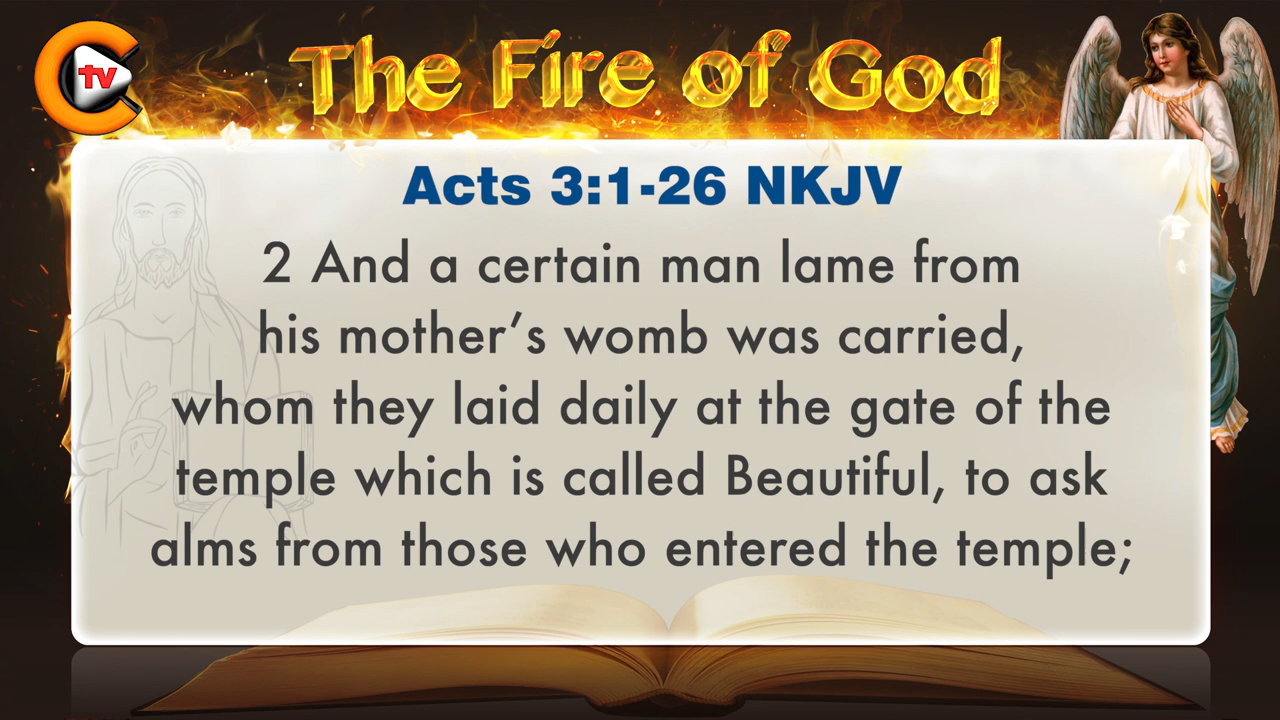 C tv
The Fire of God
Acts 3:1-26 NKJV
2 And a certain man lame from
his mother’s womb was carried,
whom they laid daily at the gate of the
temple which is called Beautiful, to ask
alms from those who entered the temple;